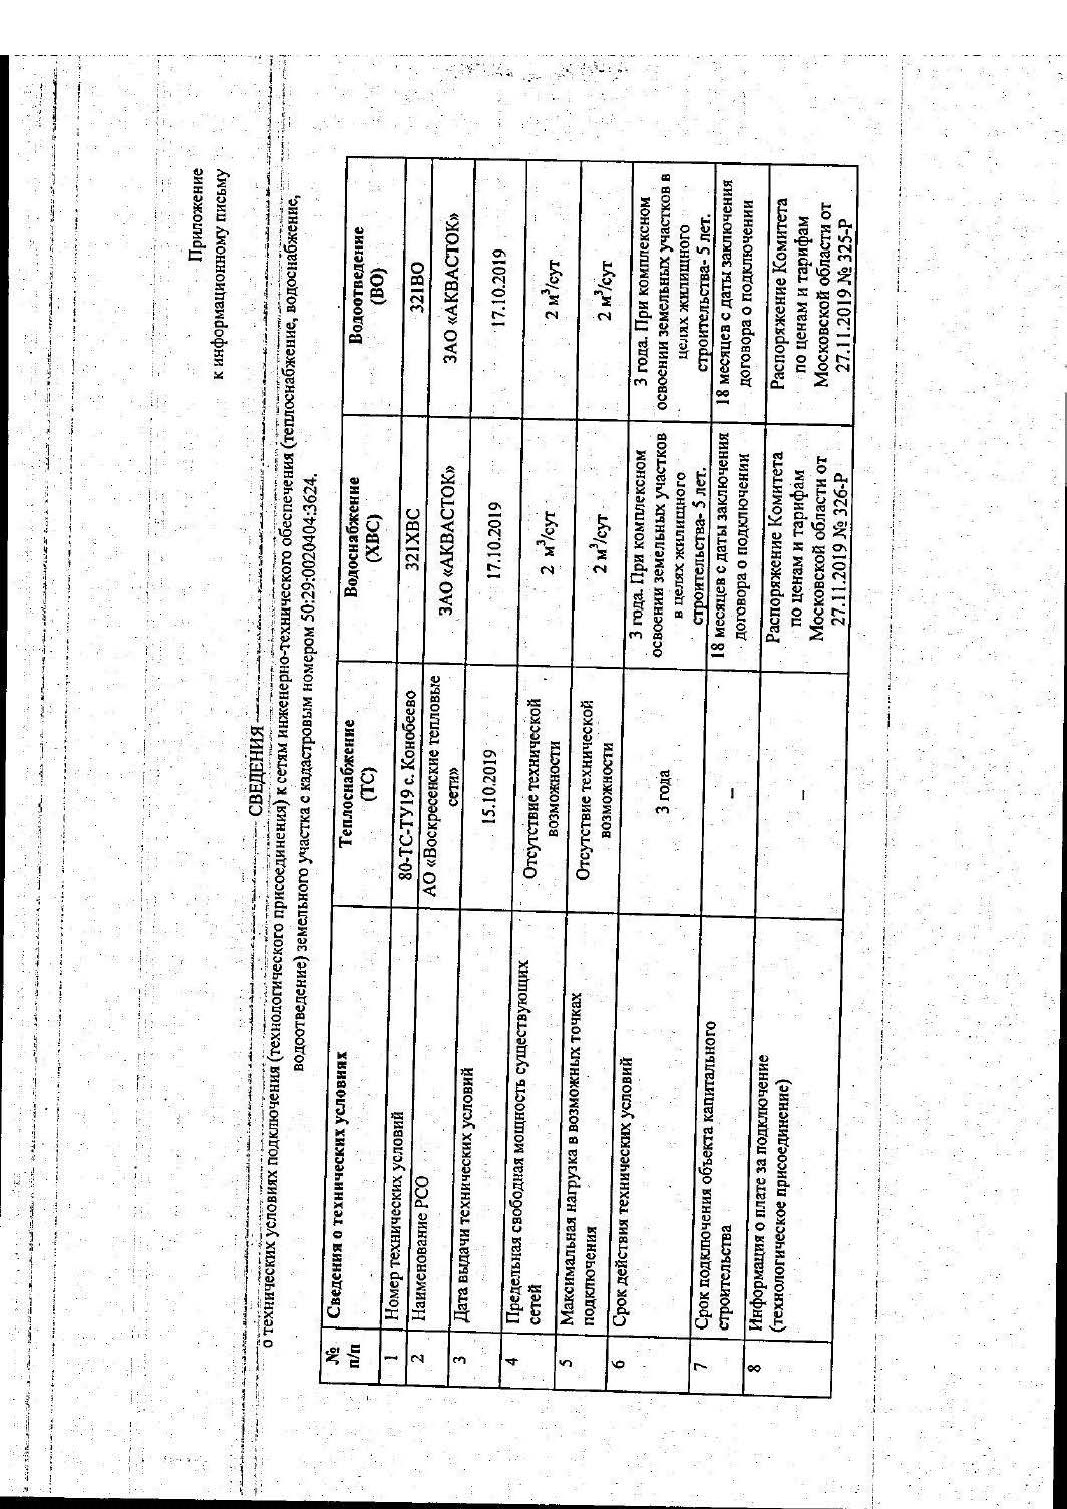 Приложение
к информационному письму
СВЕДЕНИЯ
о технических условиях подключения (технологического присоединения) к сетям инженерно-технического обеспечения (теплоснабжение, водоснабжение,
водоотведение) земельного участка с кадастровым номером 50:29:0020404:3624.
№
п/п
Сведения о технических условиях
Теплоснабжение
(ТС)
Водоснабжение
(ХВС)
Водоотведение
(ВО)
1
Номер технических условий
80-ТС-ТУ19 с. Конобеево
321ХВС
321ВО
2
Наименование РСО
АО «Воскресенские тепловые
сети»
ЗАО «АКВАСТОК»
ЗАО «АКВАСТОК»
3
Дата выдачи технических условий
15.10.2019
17.10.2019
17.10.2019
4
Предельная свободная мощность существующих
сетей
Отсутствие технической
возможности
2 м³/сут
2 м³/сут
5
Максимальная нагрузка в возможных точках
подключения
Отсутствие технической
возможности
2 м³/сут
2 м³/сут
6
Срок действия технических условий
3 года
3 года. При комплексном
освоении земельных участков
в целях жилищного
строительства- 5 лет.
3 года. При комплексном
освоении земельных участков в
целях жилищного
строительства- 5 лет.
7
Срок подключения объекта капитального
строительства
–
18 месяцев с даты заключения
договора о подключении
18 месяцев с даты заключения
договора о подключении
8
Информация о плате за подключение
(технологическое присоединение)
–
Распоряжение Комитета
по ценам и тарифам
Московской области от
27.11.2019 № 326-Р
Распоряжение Комитета
по ценам и тарифам
Московской области от
27.11.2019 № 325-Р